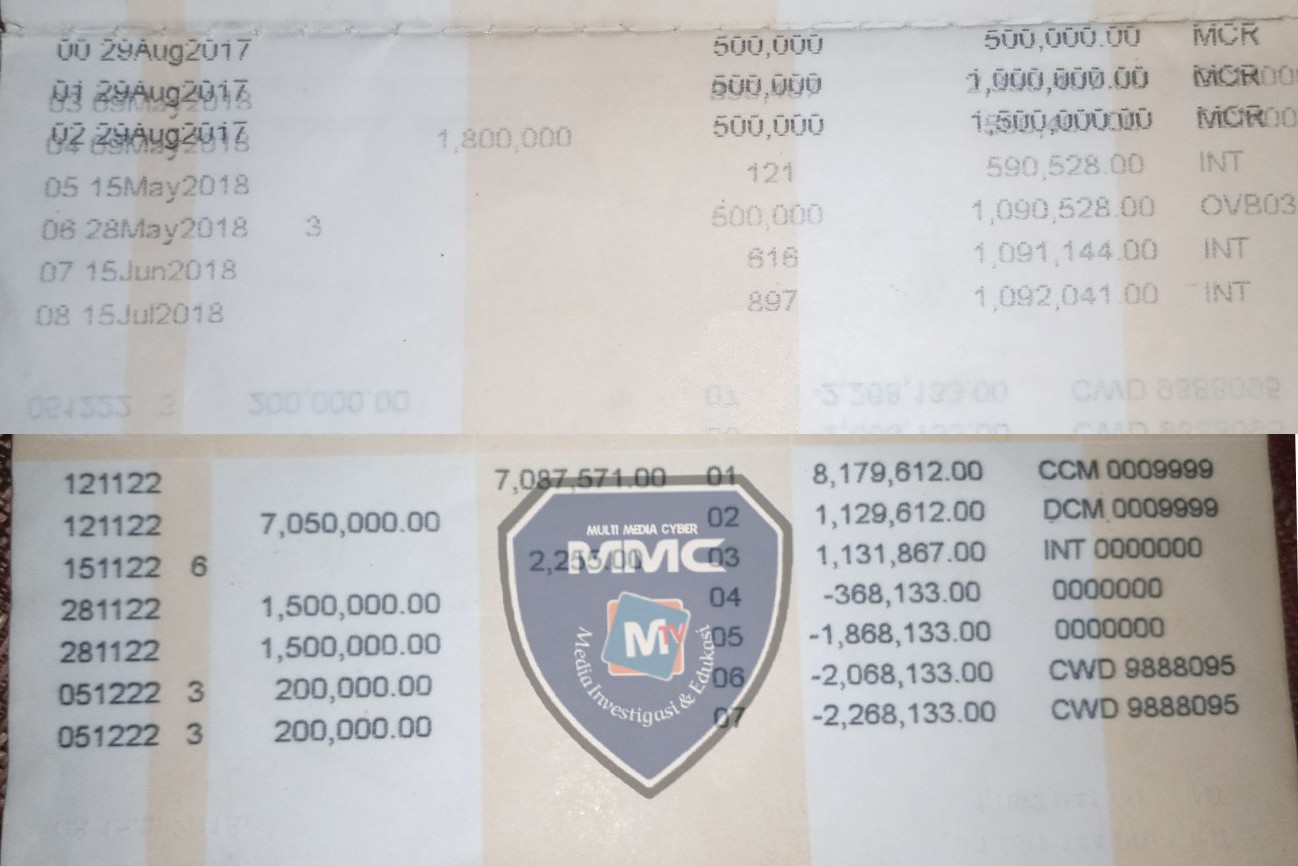 00 29Aug2017 500,000 500,000.00 MCR
01 29Aug2017 500,000 1,000,000.00 MCR
02 29Aug2017 500,000 1,500,000.00 MCR
1,800,000
05 15May2018 121 590,528.00 INT
06 28May2018 3 500,000 1,090,528.00 OVB03
07 15Jun2018 616 1,091,144.00 INT
08 15Jul2018 897 1,092,041.00 INT
121122 7,087,571.00 01 8,179,612.00 CCM 0009999
121122 7,050,000.00 02 1,129,612.00 DCM 0009999
151122 6 2,255.00 03 1,131,867.00 INT 0000000
281122 1,500,000.00 04 -368,133.00 0000000
281122 1,500,000.00 05 -1,868,133.00 0000000
051222 3 200,000.00 06 -2,068,133.00 CWD 9888095
051222 3 200,000.00 07 -2,268,133.00 CWD 9888095
MULTI MEDIA CYBER
MMC
MTV
Media Investigasi & Edukasi